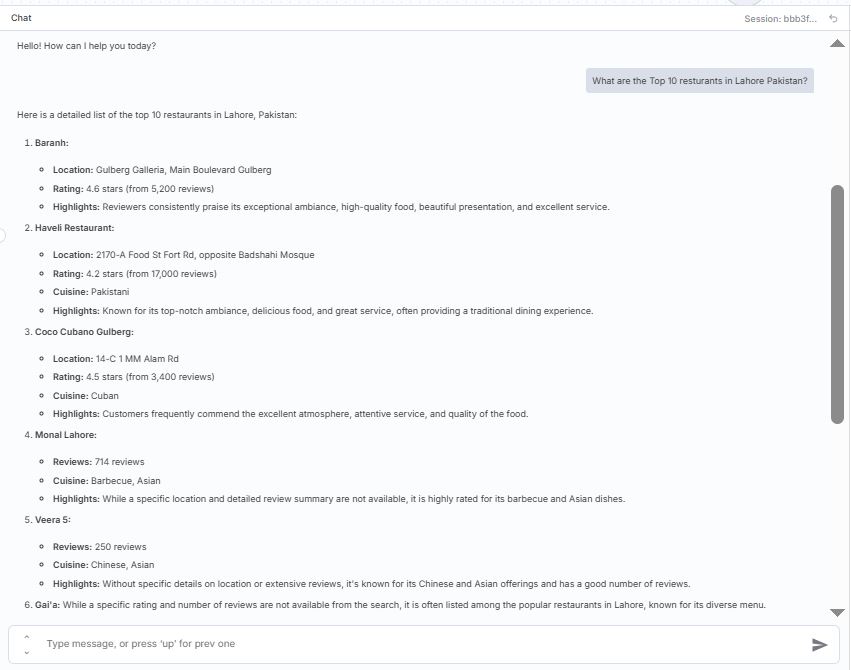 Chat
Session: bbb3f...
Hello! How can I help you today?
What are the Top 10 resturants in Lahore Pakistan?
Here is a detailed list of the top 10 restaurants in Lahore, Pakistan:
1. Baranh:
Location: Gulberg Galleria, Main Boulevard Gulberg
Rating: 4.6 stars (from 5,200 reviews)
Highlights: Reviewers consistently praise its exceptional ambiance, high-quality food, beautiful presentation, and excellent service.
2. Haveli Restaurant:
Location: 2170-A Food St Fort Rd, opposite Badshahi Mosque
Rating: 4.2 stars (from 17,000 reviews)
Cuisine: Pakistani
Highlights: Known for its top-notch ambiance, delicious food, and great service, often providing a traditional dining experience.
3. Coco Cubano Gulberg:
Location: 14-C 1 MM Alam Rd
Rating: 4.5 stars (from 3,400 reviews)
Cuisine: Cuban
Highlights: Customers frequently commend the excellent atmosphere, attentive service, and quality of the food.
4. Monal Lahore:
Reviews: 714 reviews
Cuisine: Barbecue, Asian
Highlights: While a specific location and detailed review summary are not available, it is highly rated for its barbecue and Asian dishes.
5. Veera 5:
Reviews: 250 reviews
Cuisine: Chinese, Asian
Highlights: Without specific details on location or extensive reviews, it's known for its Chinese and Asian offerings and has a good number of reviews.
6. Gai'a: While a specific rating and number of reviews are not available from the search, it is often listed among the popular restaurants in Lahore, known for its diverse menu.
Type message, or press 'up' for prev one